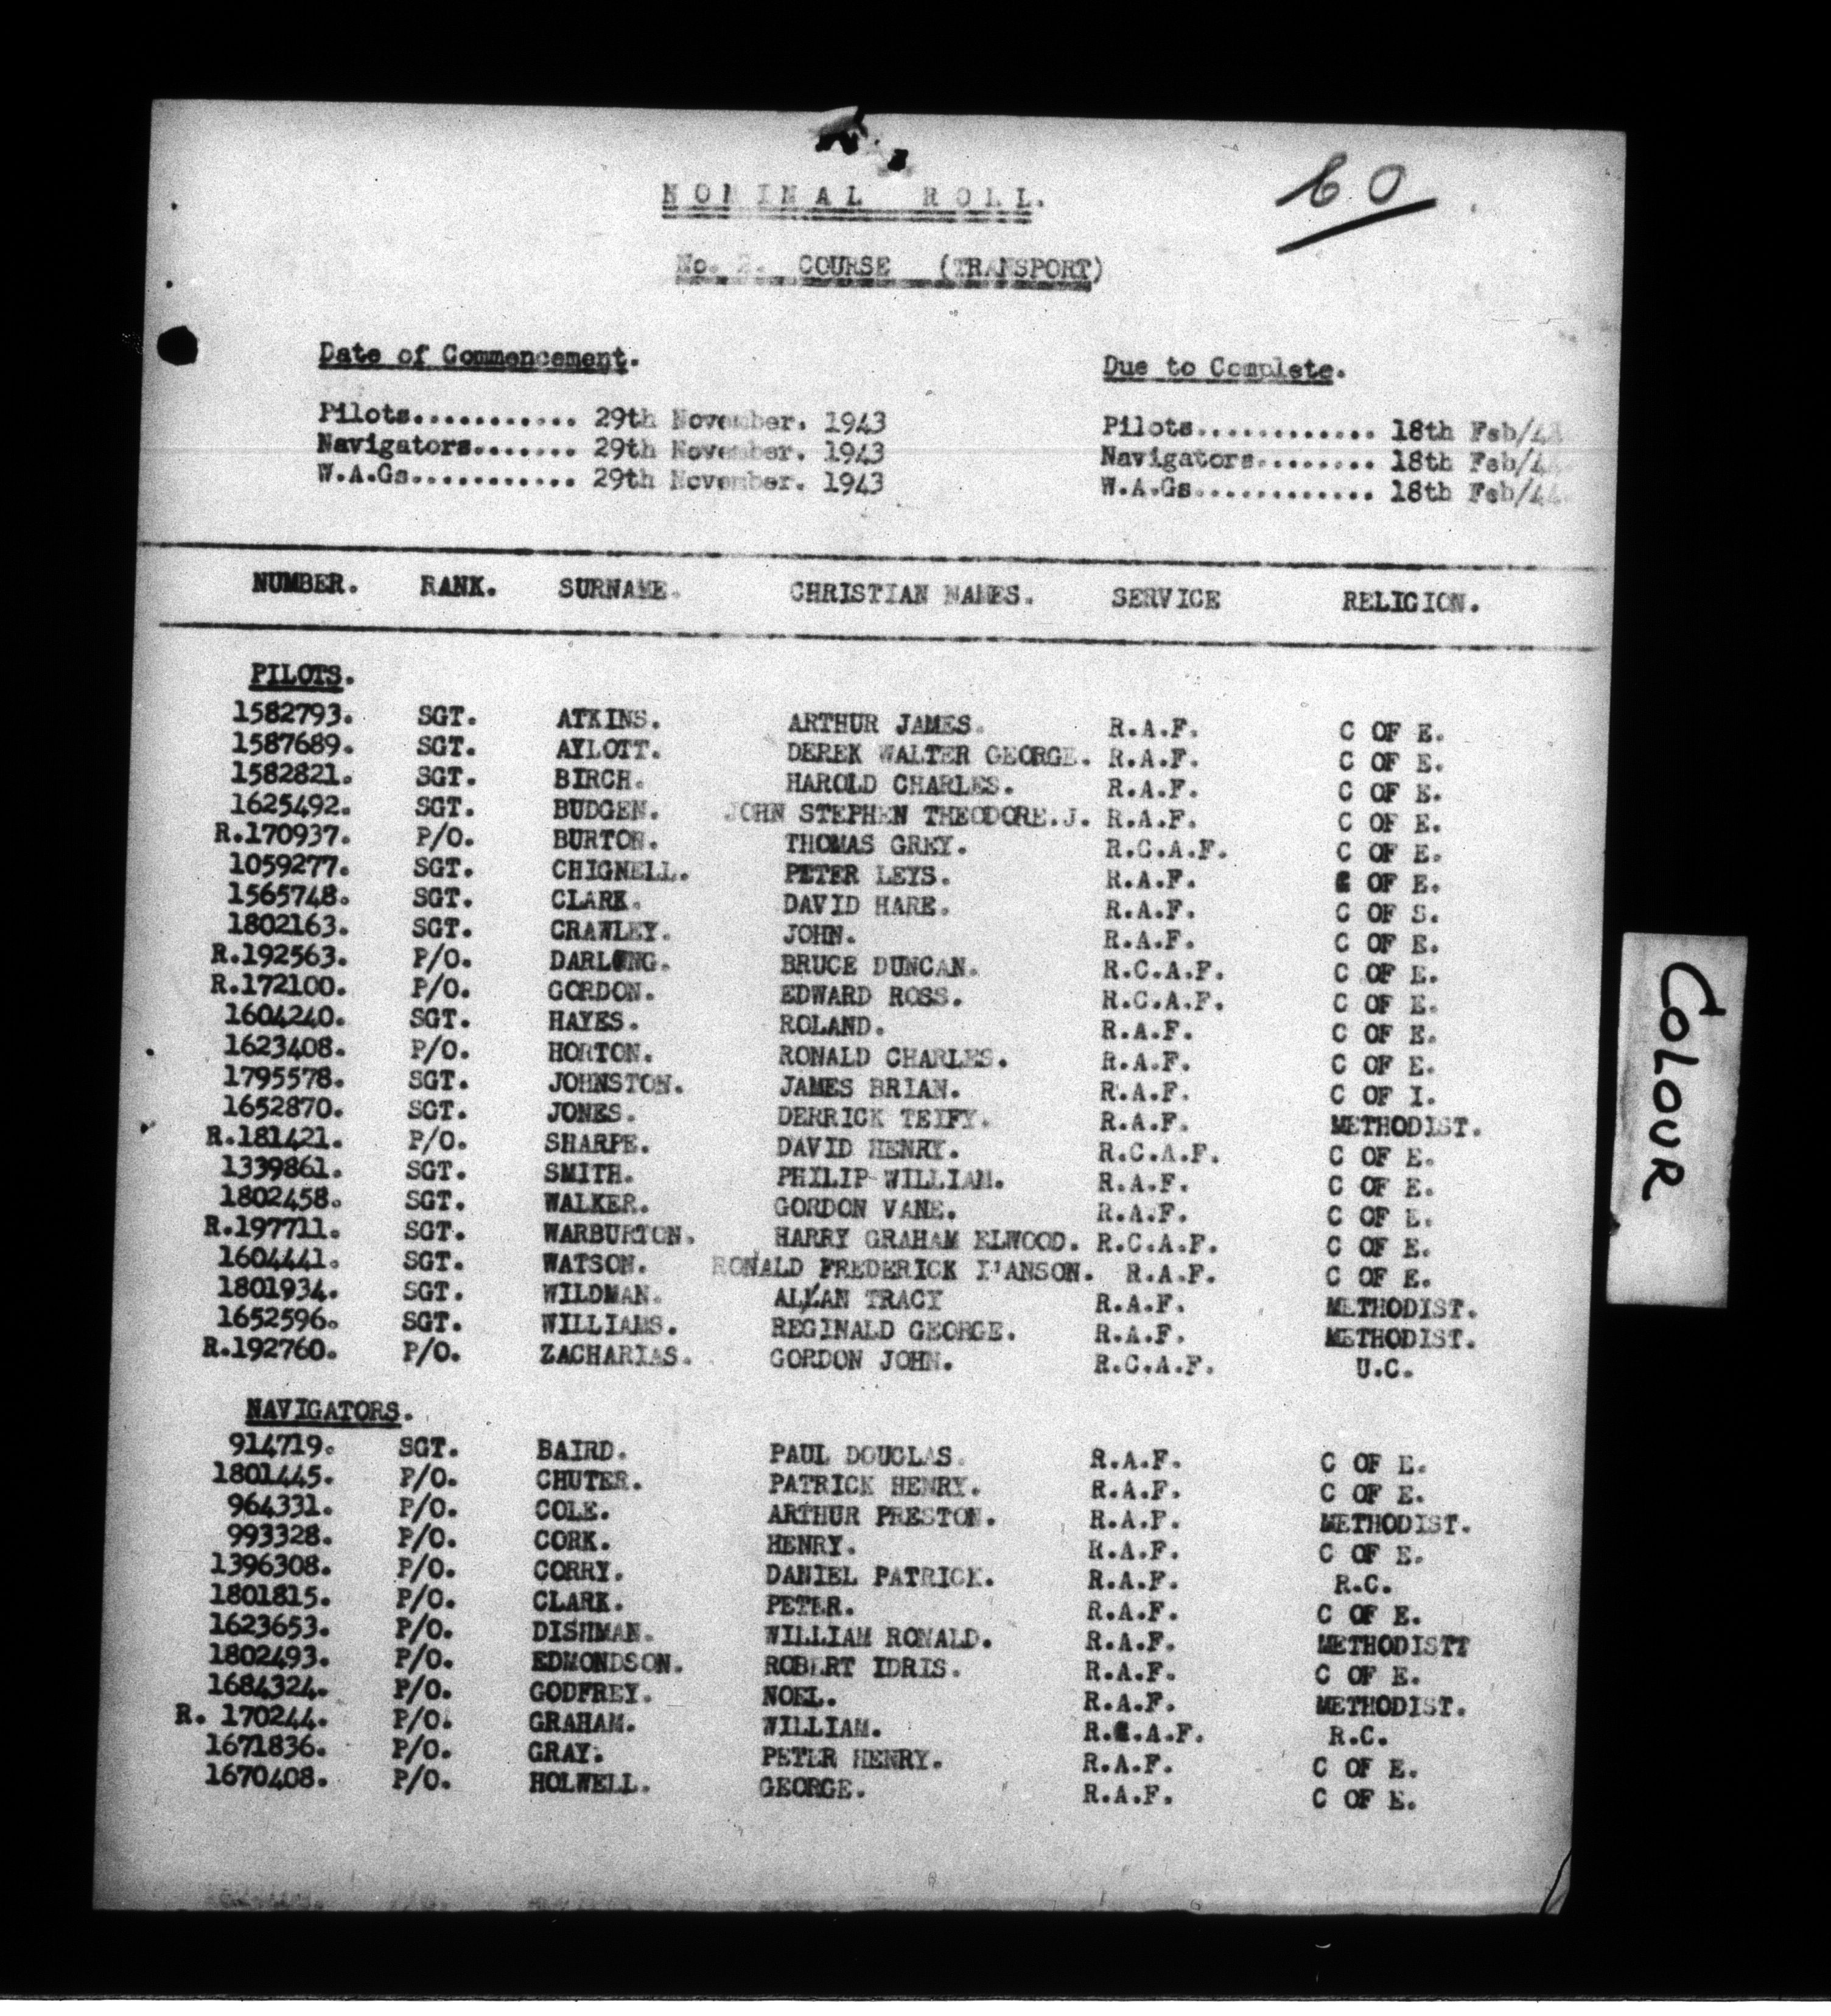 60
NOMINAL ROLL.
No. 2. COURSE (TRANSPORT)
Date of Commencement. Due to Complete.
Pilots........... 29th November. 1943 Pilots............ 18th Feb/44
Navigators....... 29th November. 1943 Navigators........ 18th Feb/44
W.A.Gs........... 29th November. 1943 W.A.Gs............ 18th Feb/44.
NUMBER. RANK. SURNAME. CHRISTIAN NAMES. SERVICE RELIGION.
PILOTS.
1582793. SGT. ATKINS. ARTHUR JAMES. R.A.F. C OF E.
1587689. SGT. AYLOTT. DEREK WALTER GEORGE. R.A.F. C OF E.
1582821. SGT. BIRCH. HAROLD CHARLES. R.A.F. C OF E.
1625492. SGT. BUDGEN. JOHN STEPHEN THEODORE.J. R.A.F. C OF E.
R.170937. P/O. BURTON. THOMAS GREY. R.C.A.F. C OF E.
1059277. SGT. CHIGNELL. PETER LEYS. R.A.F. C OF E.
1565748. SGT. CLARK. DAVID HARE. R.A.F. C OF S.
1802163. SGT. CRAWLEY. JOHN. R.A.F. C OF E.
R.192563. P/O. DARLING. BRUCE DUNCAN. R.C.A.F. C OF E.
R.172100. P/O. GORDON. EDWARD ROSS. R.C.A.F. C OF E.
1604240. SGT. HAYES. ROLAND. R.A.F. C OF E.
1623408. P/O. HORTON. RONALD CHARLES. R.A.F. C OF E.
1795578. SGT. JOHNSTON. JAMES BRIAN. R.A.F. C OF I.
1652870. SGT. JONES. DERRICK TEIFY. R.A.F. METHODIST.
R.181421. P/O. SHARPE. DAVID HENRY. R.C.A.F. C OF E.
1339861. SGT. SMITH. PHILIP WILLIAM. R.A.F. C OF E.
1802458. SGT. WALKER. GORDON VANE. R.A.F. C OF E.
R.197711. SGT. WARBURTON. HARRY GRAHAM ELWOOD. R.C.A.F. C OF E.
1604441. SGT. WATSON. RONALD FREDERICK I'ANSON. R.A.F. C OF E.
1801934. SGT. WILDMAN. ALLAN TRACY R.A.F. METHODIST.
1652596. SGT. WILLIAMS. REGINALD GEORGE. R.A.F. METHODIST.
R.192760. P/O. ZACHARIAS. GORDON JOHN. R.C.A.F. U.C.
NAVIGATORS.
914719. SGT. BAIRD. PAUL DOUGLAS. R.A.F. C OF E.
1801445. P/O. CHUTER. PATRICK HENRY. R.A.F. C OF E.
964331. P/O. COLE. ARTHUR PRESTON. R.A.F. METHODIST.
993328. P/O. CORK. HENRY. R.A.F. C OF E.
1396308. P/O. CORRY. DANIEL PATRICK. R.A.F. R.C.
1801815. P/O. CLARK. PETER. R.A.F. C OF E.
1623653. P/O. DISHMAN. WILLIAM RONALD. R.A.F. METHODISTT
1802493. P/O. EDMONDSON. ROBERT IDRIS. R.A.F. C OF E.
1684324. P/O. GODFREY. NOEL. R.A.F. METHODIST.
R. 170244. P/O. GRAHAM. WILLIAM. R.C.A.F. R.C.
1671836. P/O. GRAY. PETER HENRY. R.A.F. C OF E.
1670408. P/O. HOLWELL. GEORGE. R.A.F. C OF E.
COLOUR